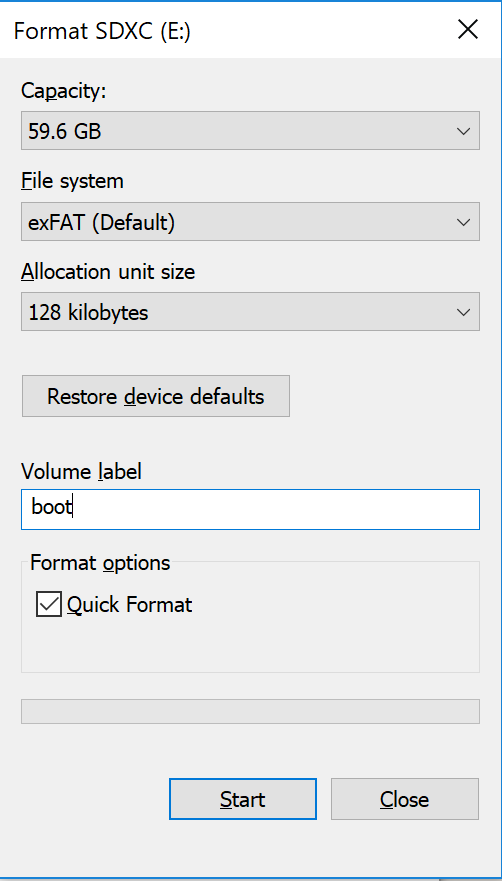 Format SDXC (E:)
Capacity:
59.6 GB
File system
exFAT (Default)
Allocation unit size
128 kilobytes
Restore device defaults
Volume label
boot
Format options
Quick Format
Start
Close